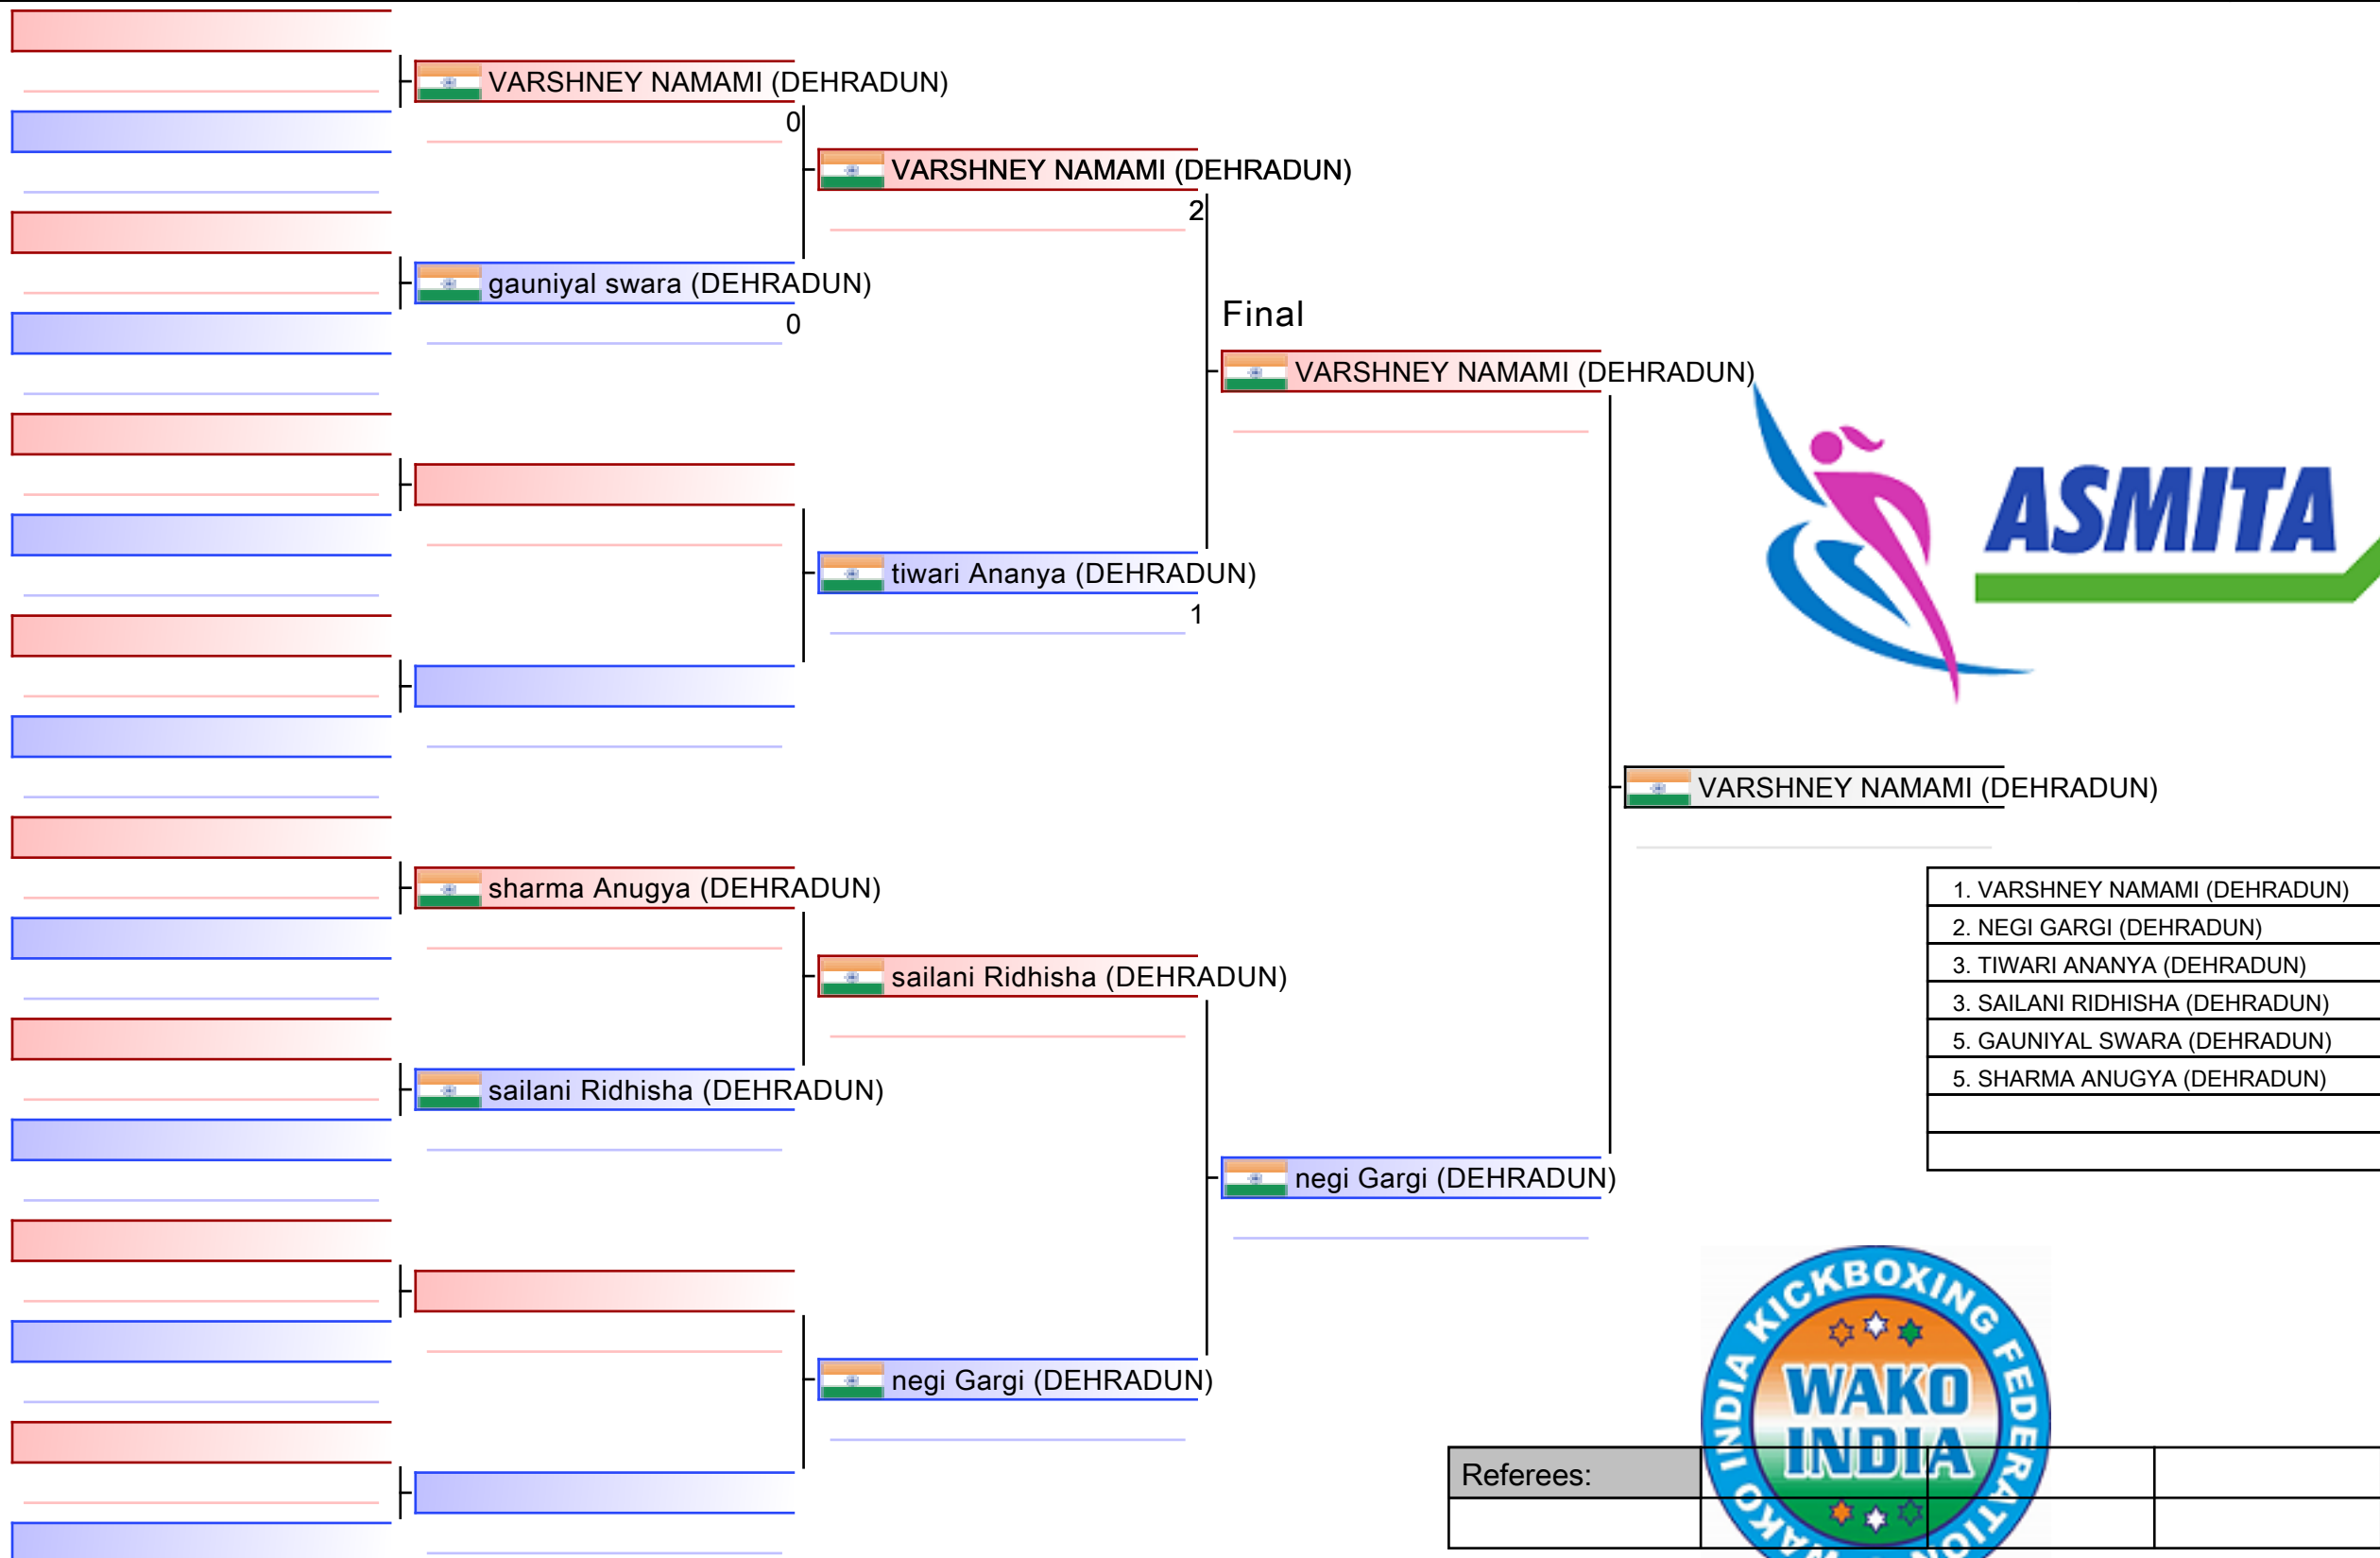 VARSHNEY NAMAMI (DEHRADUN)
0
VARSHNEY NAMAMI (DEHRADUN)
2
gauniyal swara (DEHRADUN)
0
Final
VARSHNEY NAMAMI (DEHRADUN)
ASMITA
tiwari Ananya (DEHRADUN)
1
VARSHNEY NAMAMI (DEHRADUN)
sharma Anugya (DEHRADUN)
sailani Ridhisha (DEHRADUN)
sailani Ridhisha (DEHRADUN)
negi Gargi (DEHRADUN)
negi Gargi (DEHRADUN)
1. VARSHNEY NAMAMI (DEHRADUN)
2. NEGI GARGI (DEHRADUN)
3. TIWARI ANANYA (DEHRADUN)
3. SAILANI RIDHISHA (DEHRADUN)
5. GAUNIYAL SWARA (DEHRADUN)
5. SHARMA ANUGYA (DEHRADUN)
WAKO INDIA KICKBOXING FEDERATION
WAKO
INDIA
Referees: